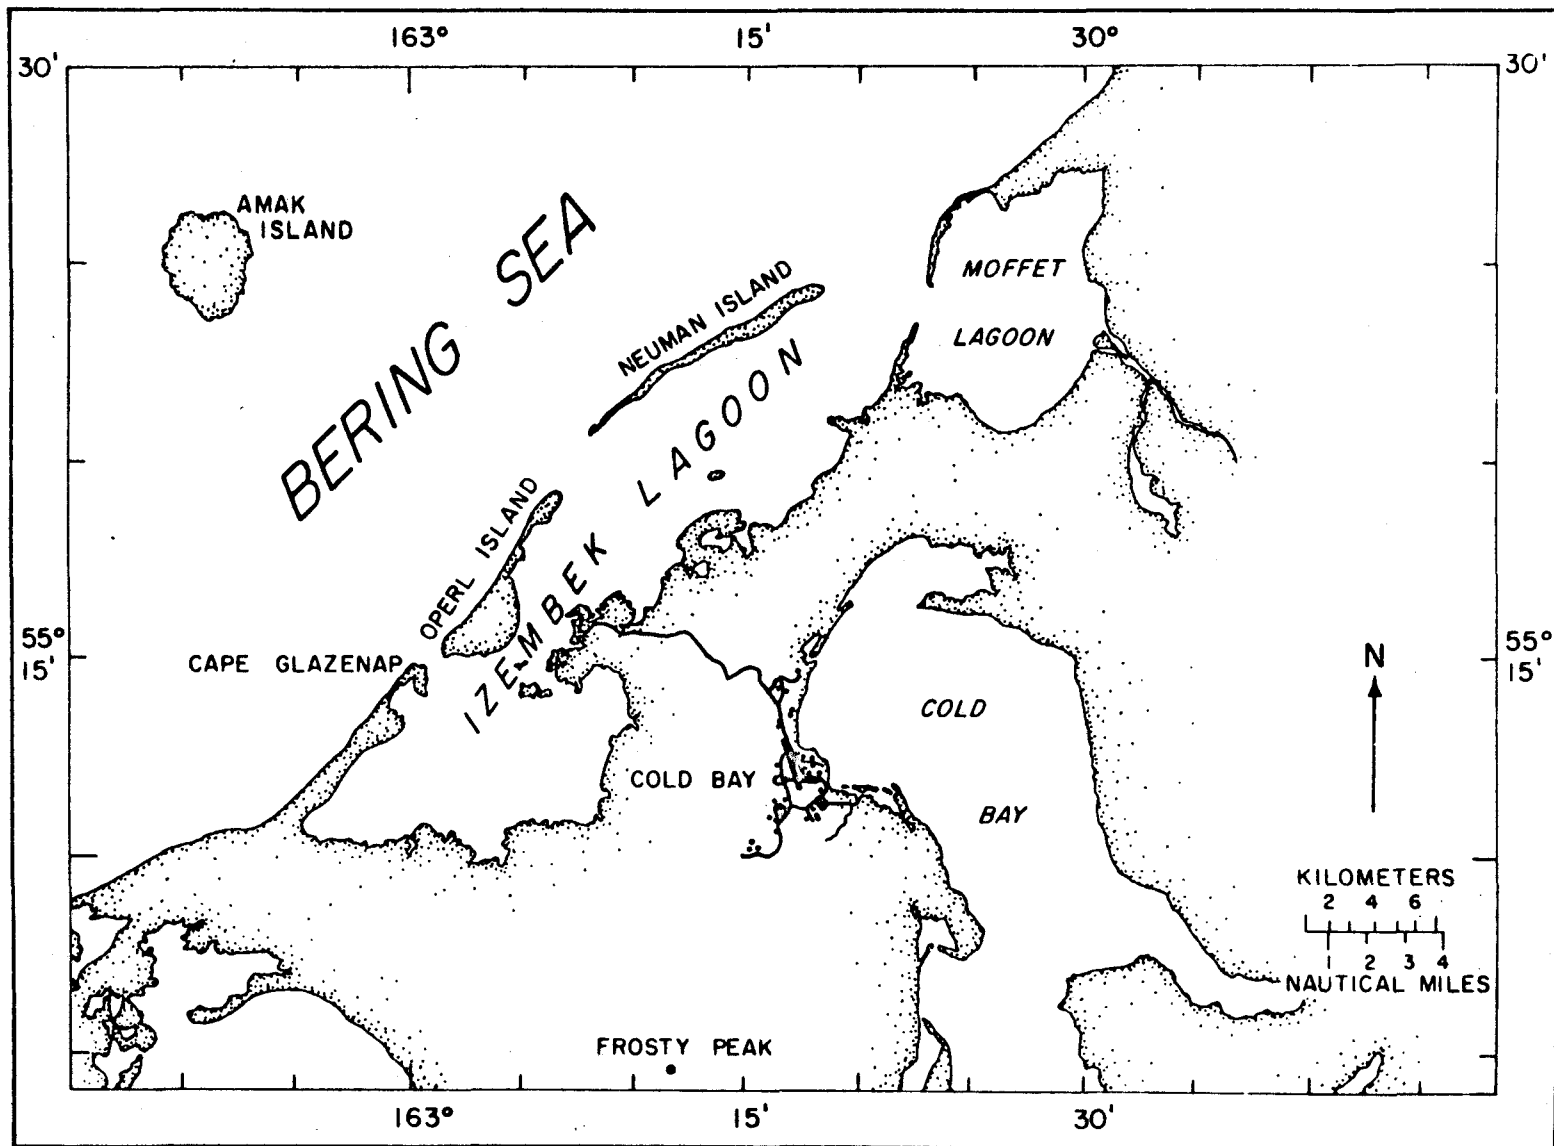 163° 15' 30°
30' 30'
AMAK
ISLAND
BERING SEA
MOFFET
LAGOON
NEUMAN ISLAND
IZEMBEK LAGOON
OPERL ISLAND
55°
15'
55°
15'
CAPE GLAZENAP
N
COLD
BAY
COLD BAY
KILOMETERS
2 4 6
1 2 3 4
NAUTICAL MILES
FROSTY PEAK
163° 15' 30'